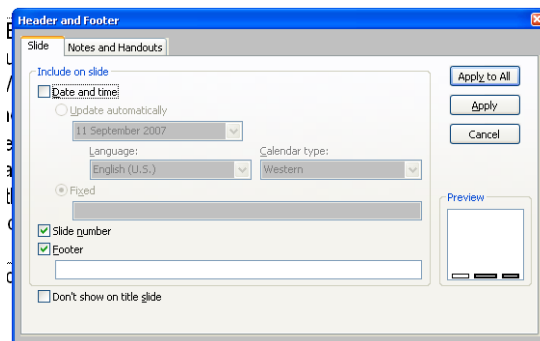 Header and Footer
Slide
Notes and Handouts
Include on slide
Date and time
Update automatically
11 September 2007
Language:
Calendar type:
English (U.S.)
Western
Fixed
Slide number
Footer
Don't show on title slide
Apply to All
Apply
Cancel
Preview